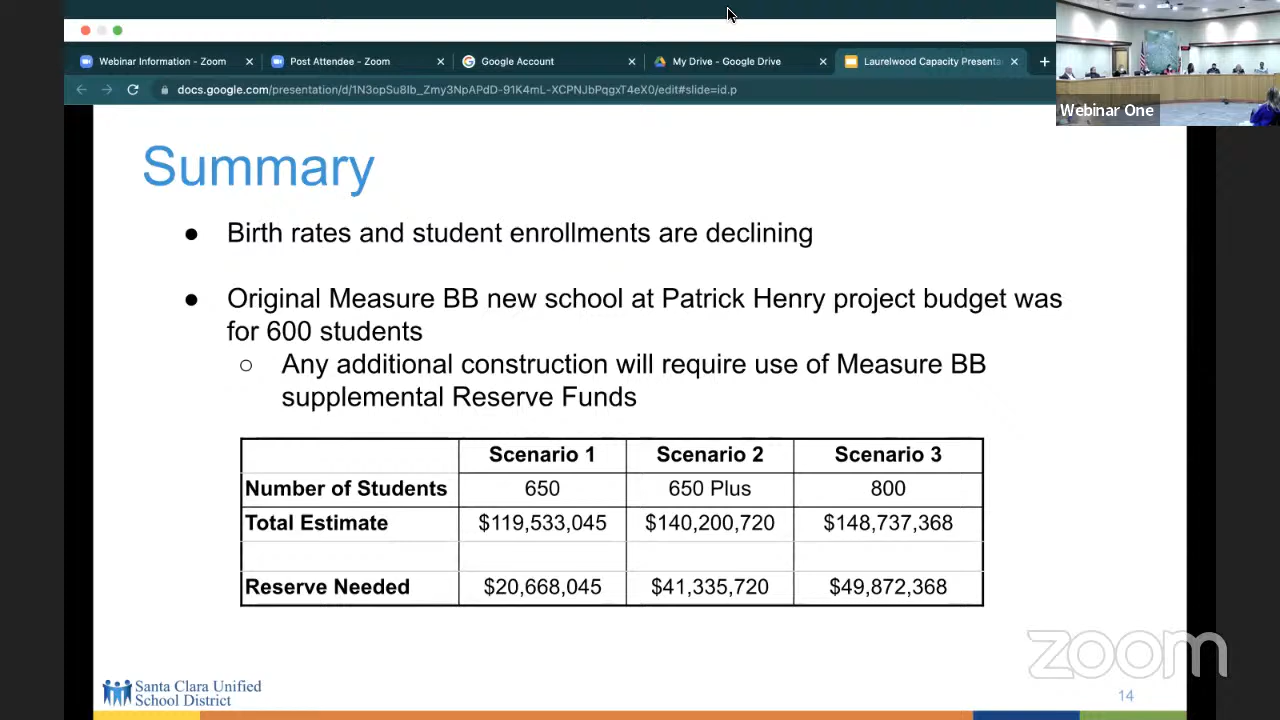 Webinar Information - Zoom
Post Attendee - Zoom
Google Account
My Drive - Google Drive
Laurelwood Capacity Presenta
docs.google.com/presentation/d/1N3opSu8Ib_Zmy3NpAPdD-91K4mL-XCPNJbPqgxT4eX0/edit#slide=id.p
Webinar One
Summary
● Birth rates and student enrollments are declining
● Original Measure BB new school at Patrick Henry project budget was
for 600 students
○ Any additional construction will require use of Measure BB
supplemental Reserve Funds
Scenario 1 Scenario 2 Scenario 3
Number of Students 650 650 Plus 800
Total Estimate $119,533,045 $140,200,720 $148,737,368
Reserve Needed $20,668,045 $41,335,720 $49,872,368
zoom
Santa Clara Unified
School District
14